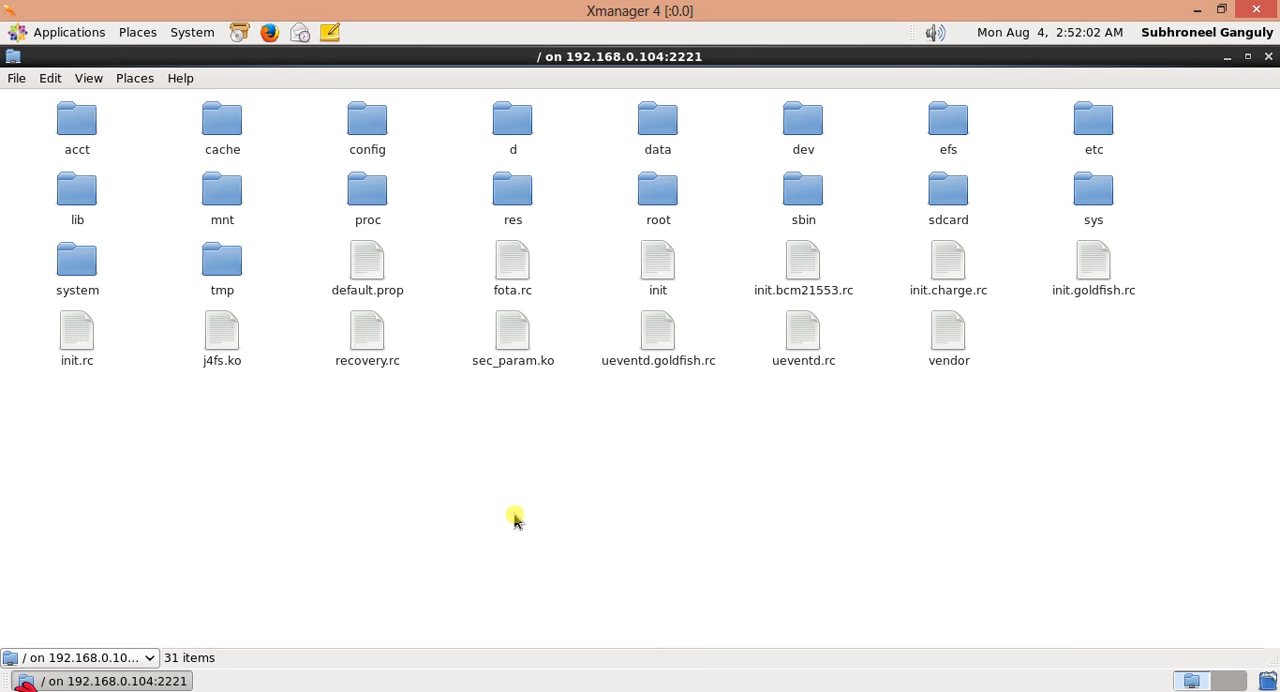 Xmanager 4 [:0.0]
Applications Places System Mon Aug 4, 2:52:02 AM Subhroneel Ganguly
/ on 192.168.0.104:2221
File Edit View Places Help
acct cache config d data dev efs etc
lib mnt proc res root sbin sdcard sys
system tmp default.prop fota.rc init init.bcm21553.rc init.charge.rc init.goldfish.rc
init.rc j4fs.ko recovery.rc sec_param.ko ueventd.goldfish.rc ueventd.rc vendor
/ on 192.168.0.10... 31 items
/ on 192.168.0.104:2221